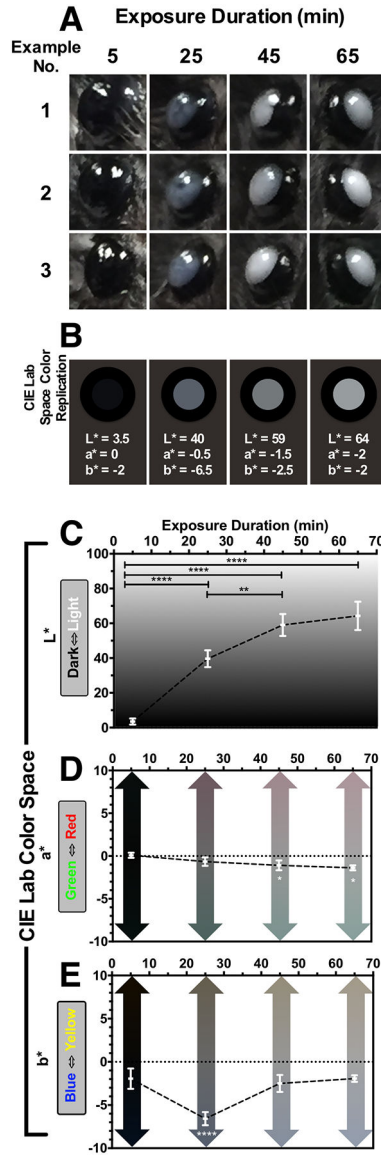 A
Exposure Duration (min)
Example No.
5 25 45 65
1
2
3
B
CIE Lab
Space Color
Replication
L* = 3.5
a* = 0
b* = -2
L* = 40
a* = -0.5
b* = -6.5
L* = 59
a* = -1.5
b* = -2.5
L* = 64
a* = -2
b* = -2
CIE Lab Color Space
C
Exposure Duration (min)
0 10 20 30 40 50 60 70
L*
Dark⇔Light
100
80
60
40
20
0
****
****
****
**
D
0 10 20 30 40 50 60 70
a*
Green ⇔ Red
10
5
0
-5
-10
*
*
E
0 10 20 30 40 50 60 70
b*
Blue ⇔ Yellow
10
5
0
-5
-10
****